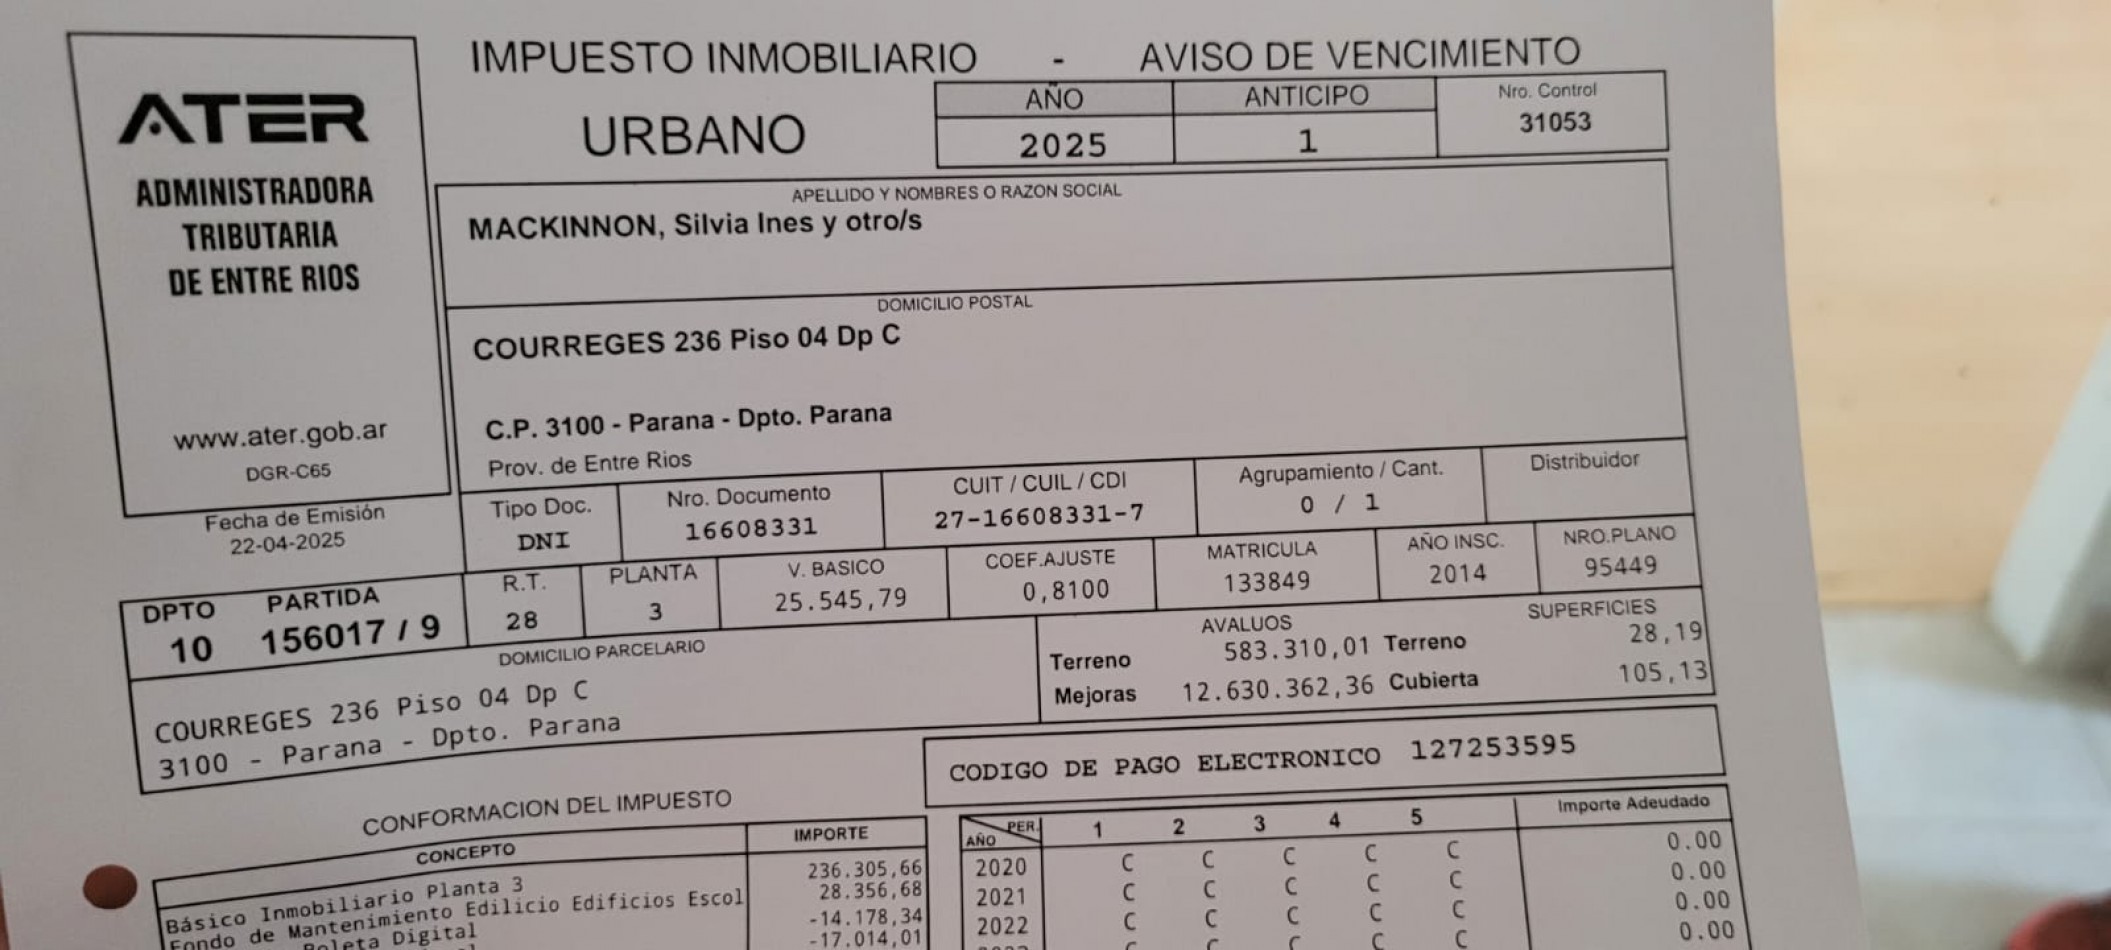 IMPUESTO INMOBILIARIO - AVISO DE VENCIMIENTO
URBANO
AÑO ANTICIPO Nro. Control
2025 1 31053
ATER
ADMINISTRADORA
TRIBUTARIA
DE ENTRE RIOS
www.ater.gob.ar
DGR-C65
Fecha de Emisión
22-04-2025
APELLIDO Y NOMBRES O RAZON SOCIAL
MACKINNON, Silvia Ines y otro/s
DOMICILIO POSTAL
COURREGES 236 Piso 04 Dp C
C.P. 3100 - Parana - Dpto. Parana
Prov. de Entre Rios
Tipo Doc. Nro. Documento CUIT / CUIL / CDI Agrupamiento / Cant. Distribuidor
DNI 16608331 27-16608331-7 0 / 1
DPTO PARTIDA R.T. PLANTA V. BASICO COEF.AJUSTE MATRICULA AÑO INSC. NRO.PLANO
10 156017 / 9 28 3 25.545,79 0,8100 133849 2014 95449
DOMICILIO PARCELARIO
COURREGES 236 Piso 04 Dp C
3100 - Parana - Dpto. Parana
AVALUOS SUPERFICIES
Terreno 583.310,01 Terreno 28,19
Mejoras 12.630.362,36 Cubierta 105,13
CODIGO DE PAGO ELECTRONICO 127253595
CONFORMACION DEL IMPUESTO
CONCEPTO IMPORTE
Básico Inmobiliario Planta 3 236.305,66
Fondo de Mantenimiento Edilicio Edificios Escol 28.356,68
Boleta Digital -14.178,34
-17.014,01
PER. AÑO 1 2 3 4 5 Importe Adeudado
2020 C C C C C 0.00
2021 C C C C C 0.00
2022 C C C C C 0.00
C C C C C 0.00